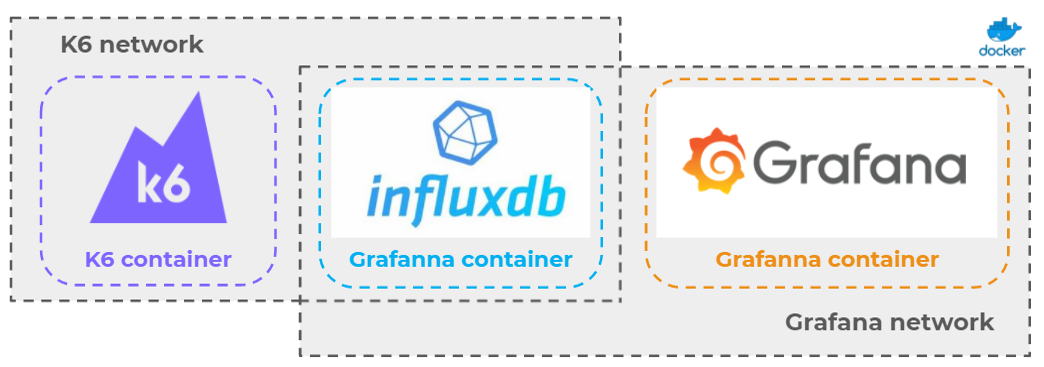 K6 network
docker
k6
influxdb
Grafana
K6 container
Grafanna container
Grafanna container
Grafana network